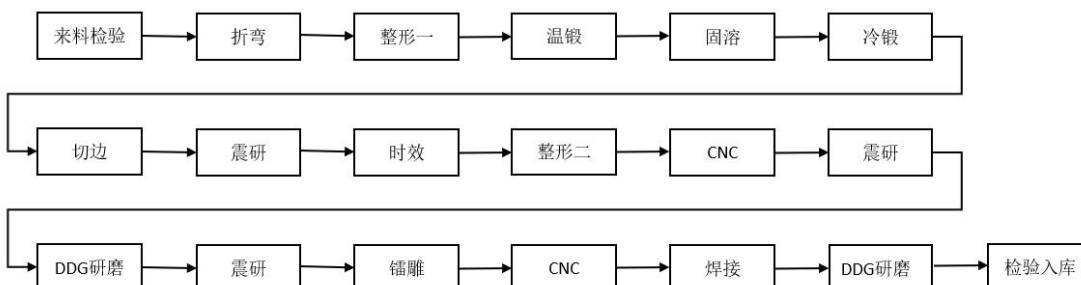 来料检验
折弯
整形一
温锻
固溶
冷锻
切边
震研
时效
整形二
CNC
震研
DDG研磨
震研
镭雕
CNC
焊接
DDG研磨
检验入库